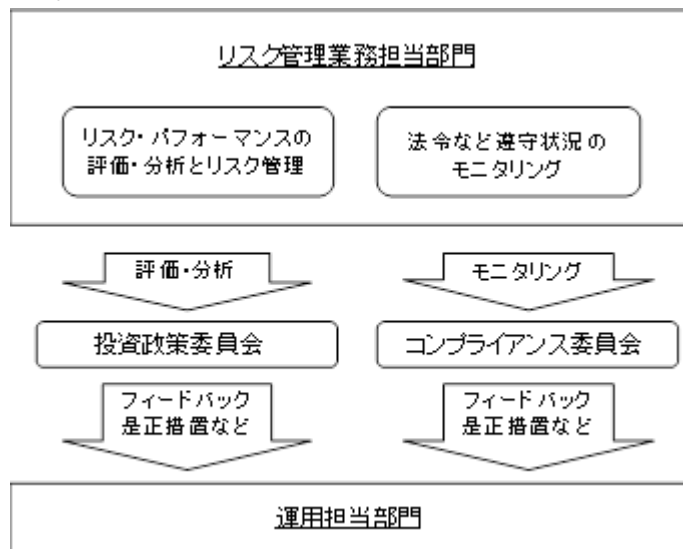 リスク管理業務担当部門
リスク・パフォーマンスの
評価・分析とリスク管理
法令など遵守状況の
モニタリング
評価・分析
モニタリング
投資政策委員会
コンプライアンス委員会
フィードバック
是正措置など
フィードバック
是正措置など
運用担当部門